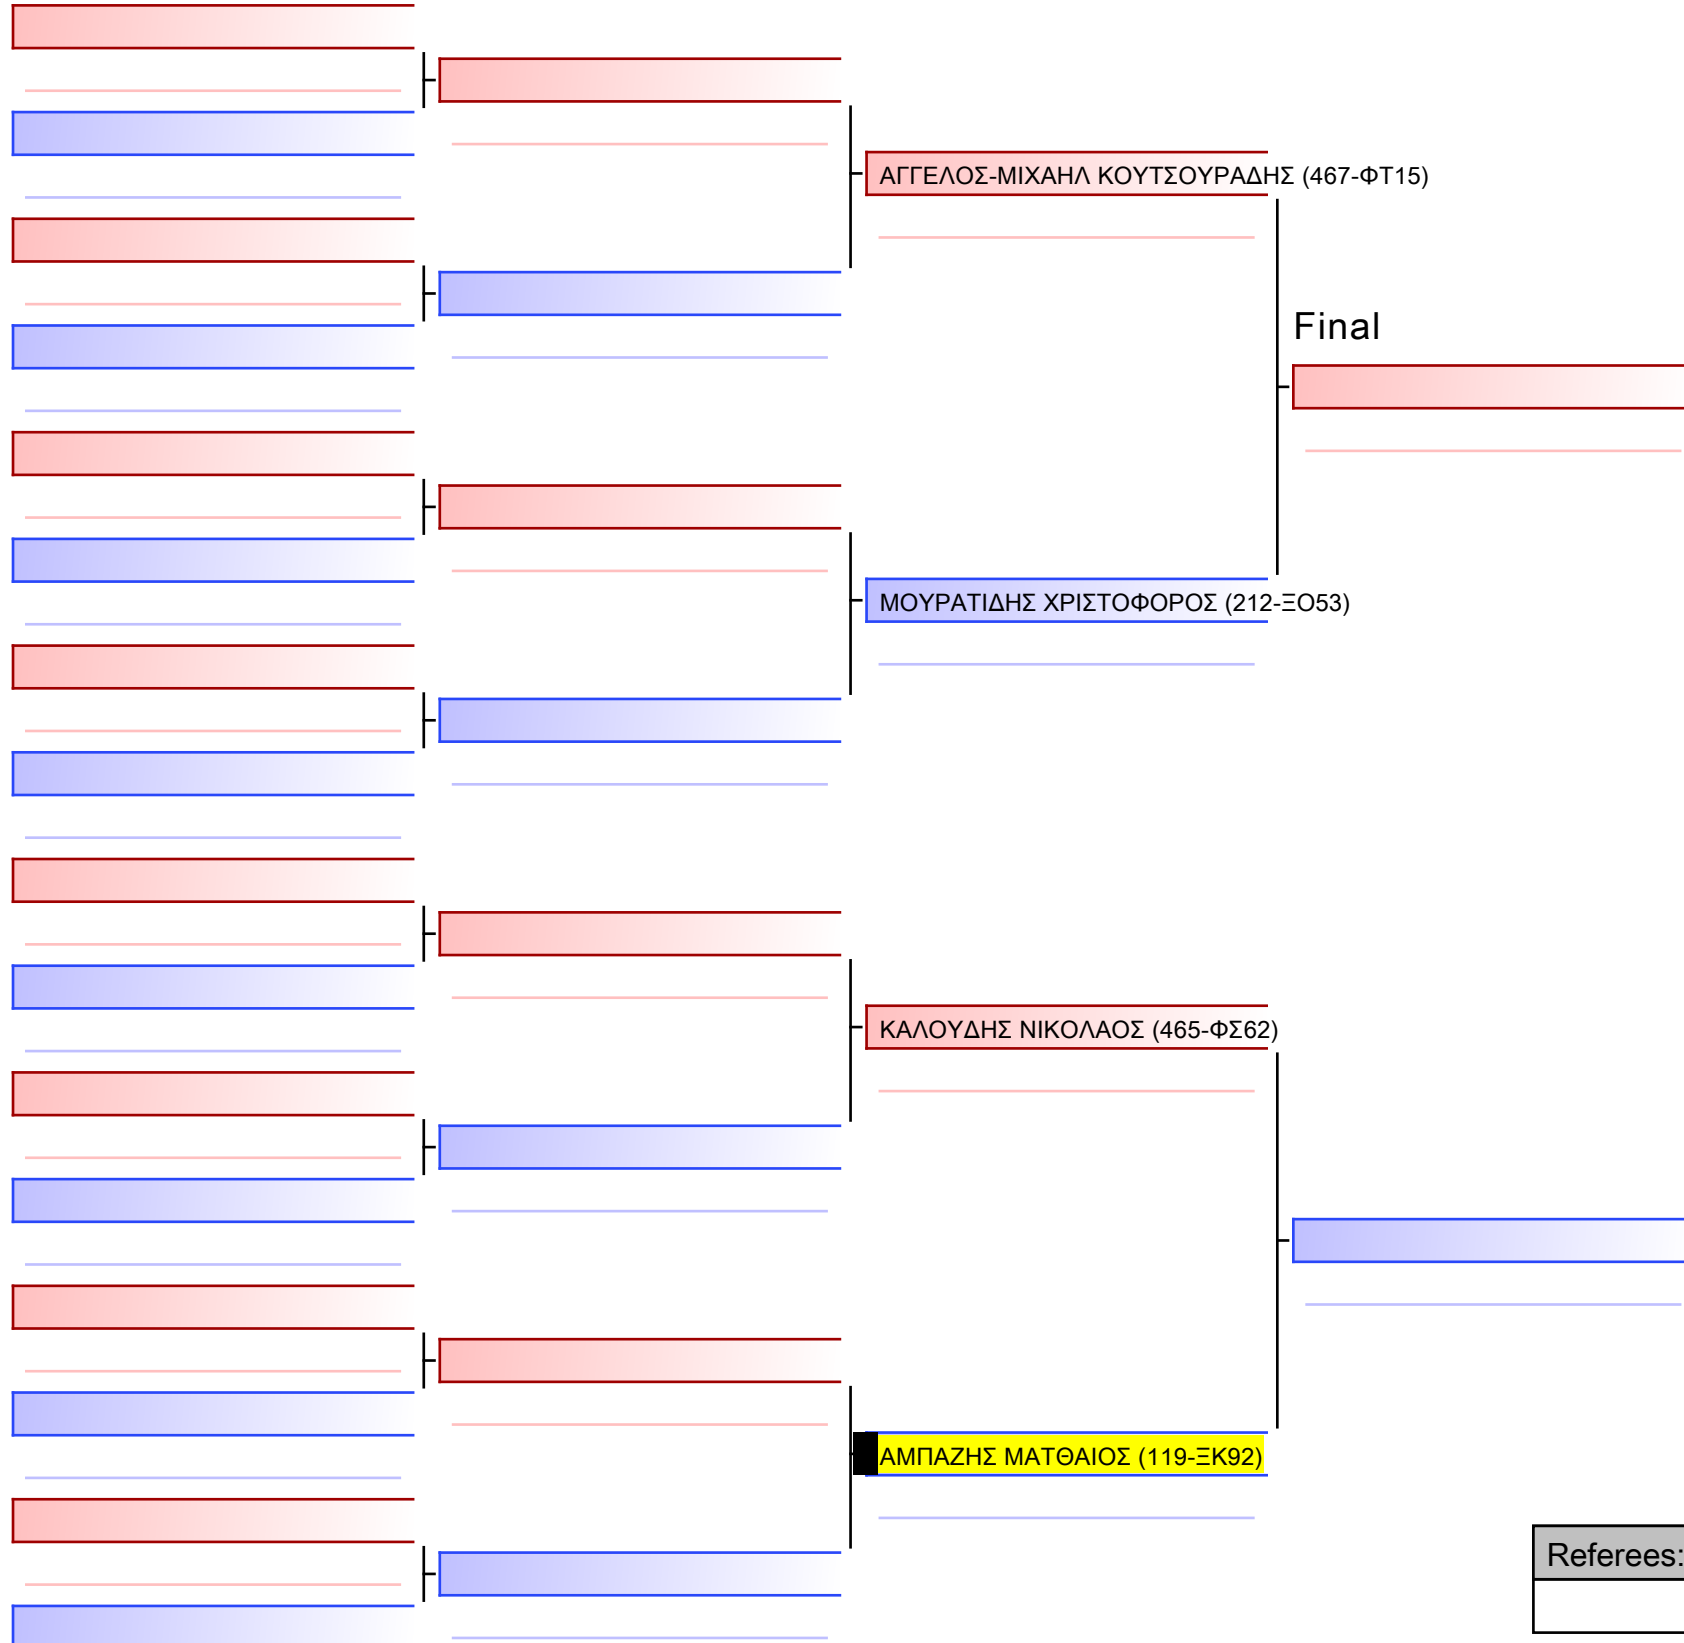 ΑΓΓΕΛΟΣ-ΜΙΧΑΗΛ ΚΟΥΤΣΟΥΡΑΔΗΣ (467-ΦΤ15)
Final
ΜΟΥΡΑΤΙΔΗΣ ΧΡΙΣΤΟΦΟΡΟΣ (212-ΞΟ53)
ΚΑΛΟΥΔΗΣ ΝΙΚΟΛΑΟΣ (465-ΦΣ62)
ΑΜΠΑΖΗΣ ΜΑΤΘΑΙΟΣ (119-ΞΚ92)
Referees: